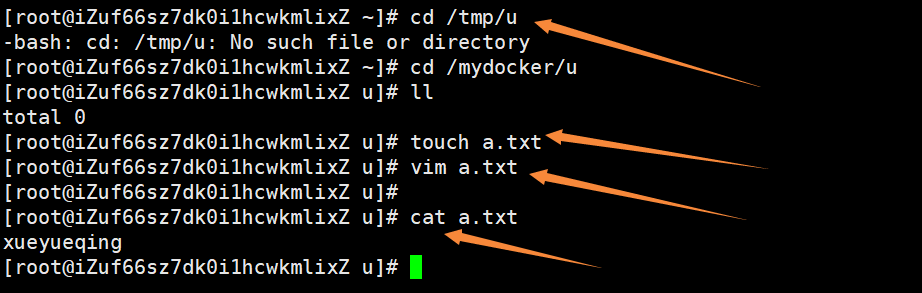 [root@iZuf66sz7dk0i1hcwkmlixZ ~]# cd /tmp/u
-bash: cd: /tmp/u: No such file or directory
[root@iZuf66sz7dk0i1hcwkmlixZ ~]# cd /mydocker/u
[root@iZuf66sz7dk0i1hcwkmlixZ u]# ll
total 0
[root@iZuf66sz7dk0i1hcwkmlixZ u]# touch a.txt
[root@iZuf66sz7dk0i1hcwkmlixZ u]# vim a.txt
[root@iZuf66sz7dk0i1hcwkmlixZ u]#
[root@iZuf66sz7dk0i1hcwkmlixZ u]# cat a.txt
xueyueqing
[root@iZuf66sz7dk0i1hcwkmlixZ u]#